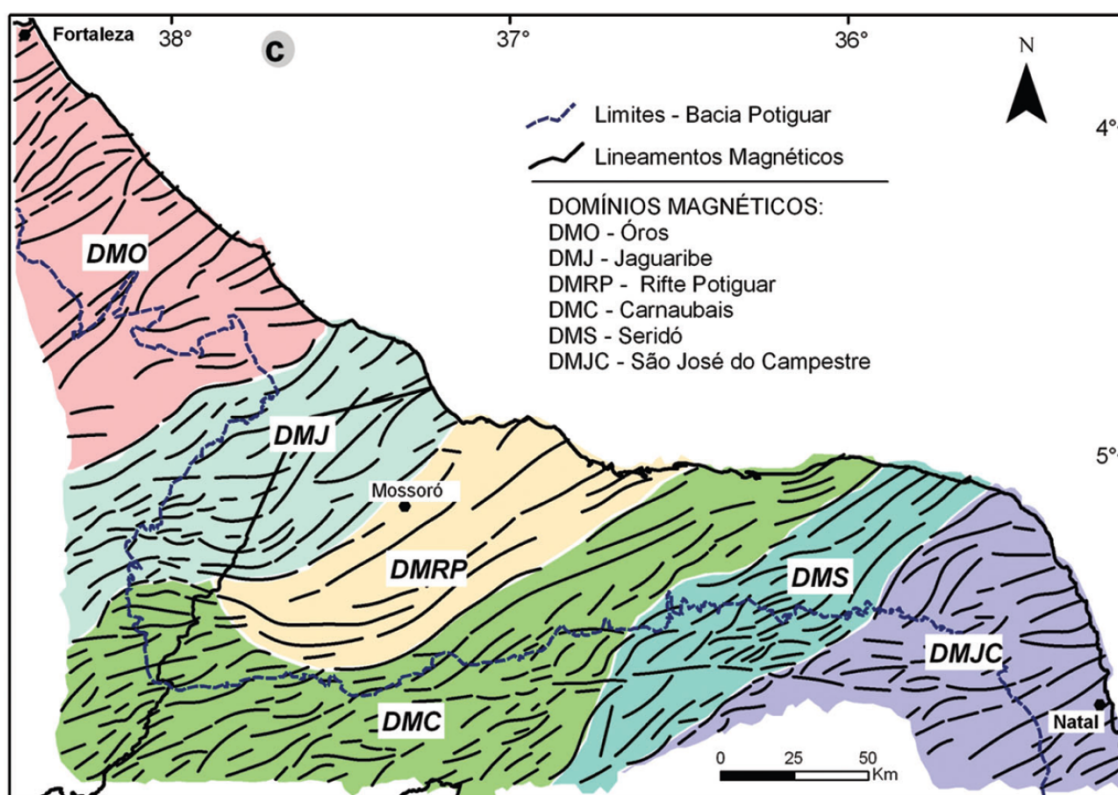 Fortaleza
38°
37°
36°
C
N
4°
Limites - Bacia Potiguar
Lineamentos Magnéticos
DOMÍNIOS MAGNÉTICOS:
DMO - Óros
DMJ - Jaguaribe
DMRP - Rifte Potiguar
DMC - Carnaubais
DMS - Seridó
DMJC - São José do Campestre
DMO
DMJ
5°
Mossoró
DMRP
DMS
DMJC
DMC
Natal
0 25 50
Km